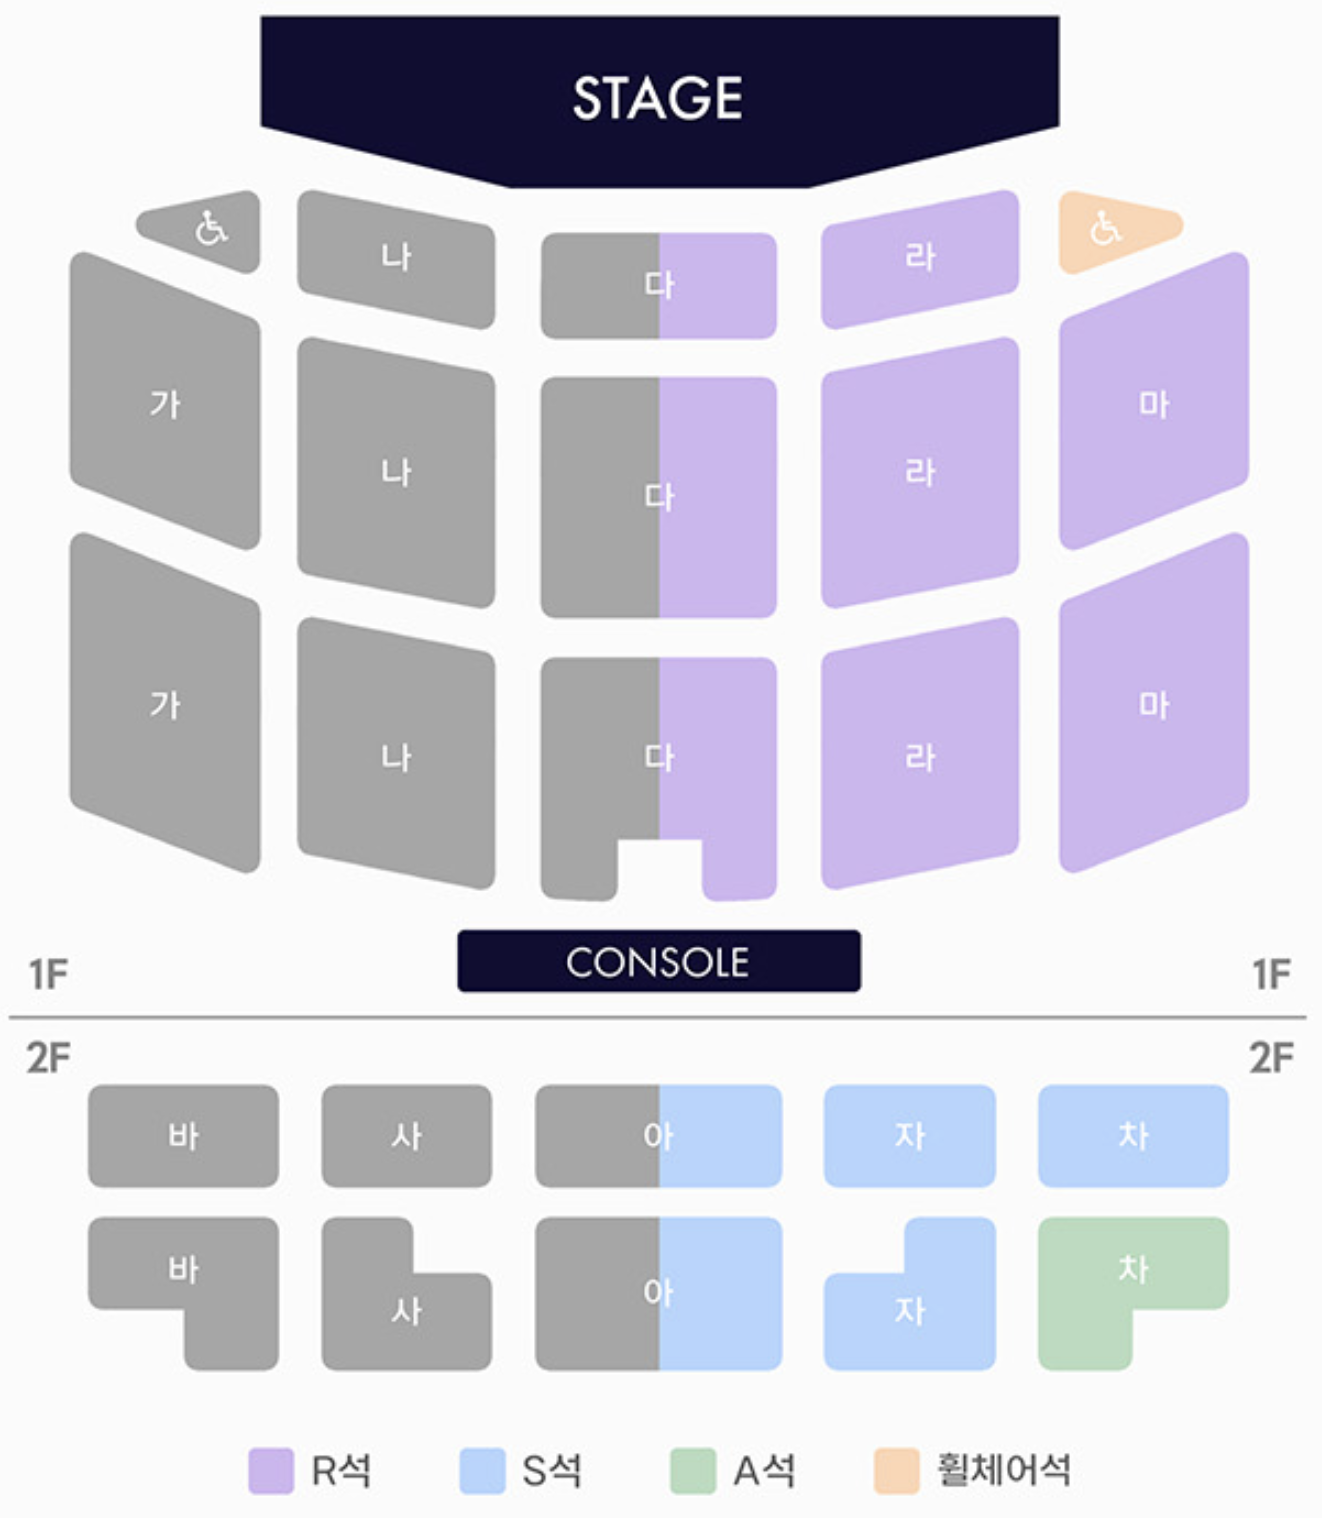 STAGE
나
다
라
가
나
다
라
마
가
나
다
라
마
CONSOLE
1F
1F
2F
2F
바
사
아
자
차
바
사
아
자
차
R석
S석
A석
휠체어석